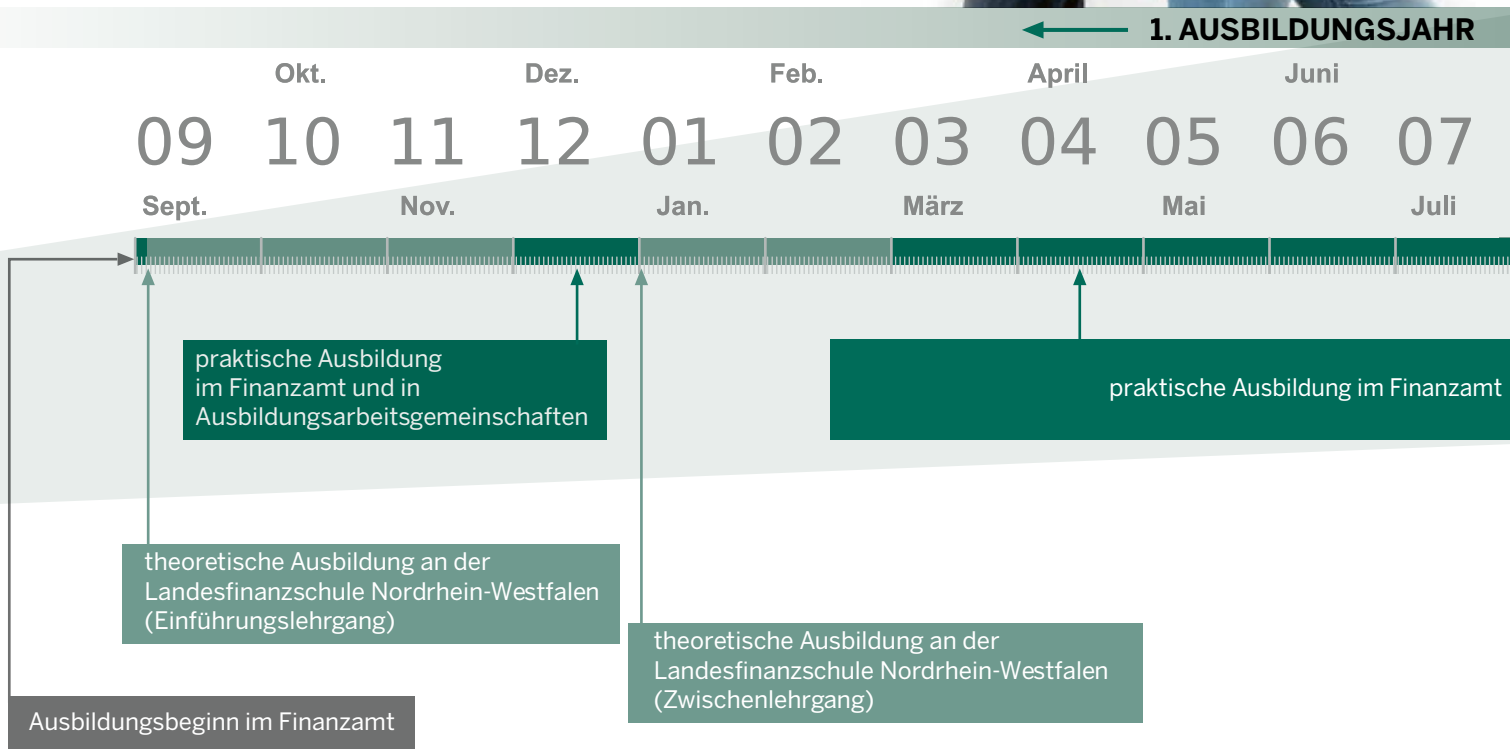 1. AUSBILDUNGSJAHR
Okt. Dez. Feb. April Juni
09 10 11 12 01 02 03 04 05 06 07
Sept. Nov. Jan. März Mai Juli
praktische Ausbildung
im Finanzamt und in
Ausbildungsarbeitsgemeinschaften
praktische Ausbildung im Finanzamt
theoretische Ausbildung an der
Landesfinanzschule Nordrhein-Westfalen
(Einführungslehrgang)
theoretische Ausbildung an der
Landesfinanzschule Nordrhein-Westfalen
(Zwischenlehrgang)
Ausbildungsbeginn im Finanzamt